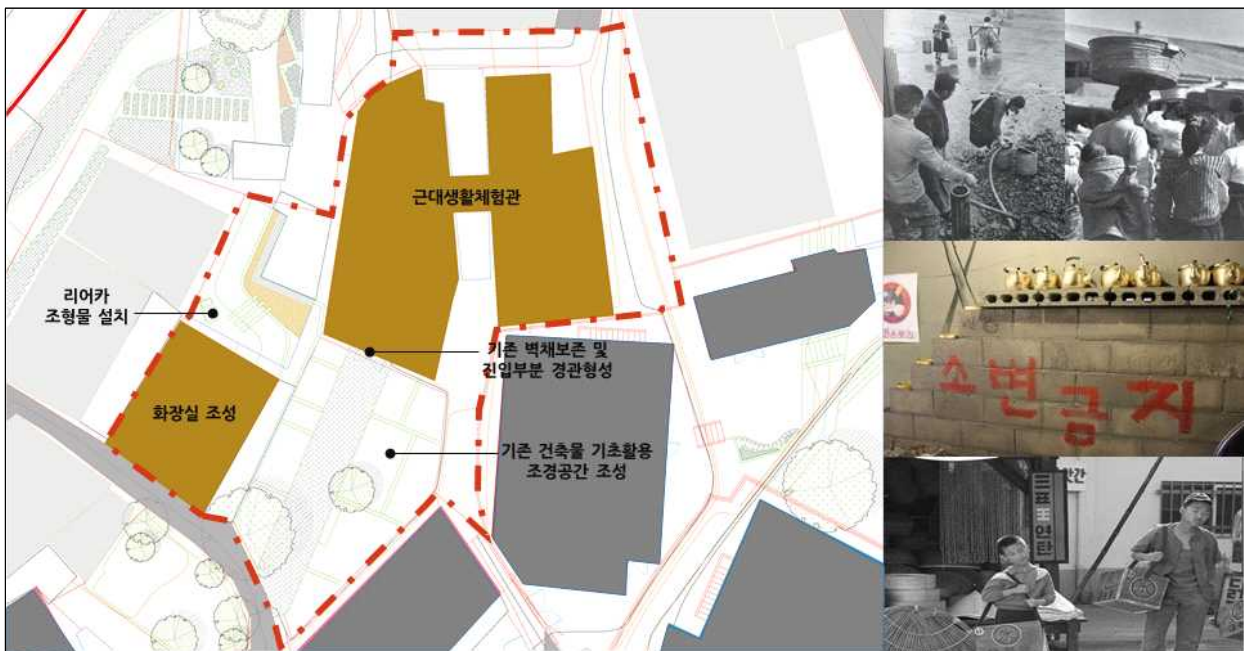 근대생활체험관
리어카
조형물 설치
기존 벽채보존 및
진입부분 경관형성
화장실 조성
기존 건축물 기초활용
조경공간 조성
소변금지
三표연탄